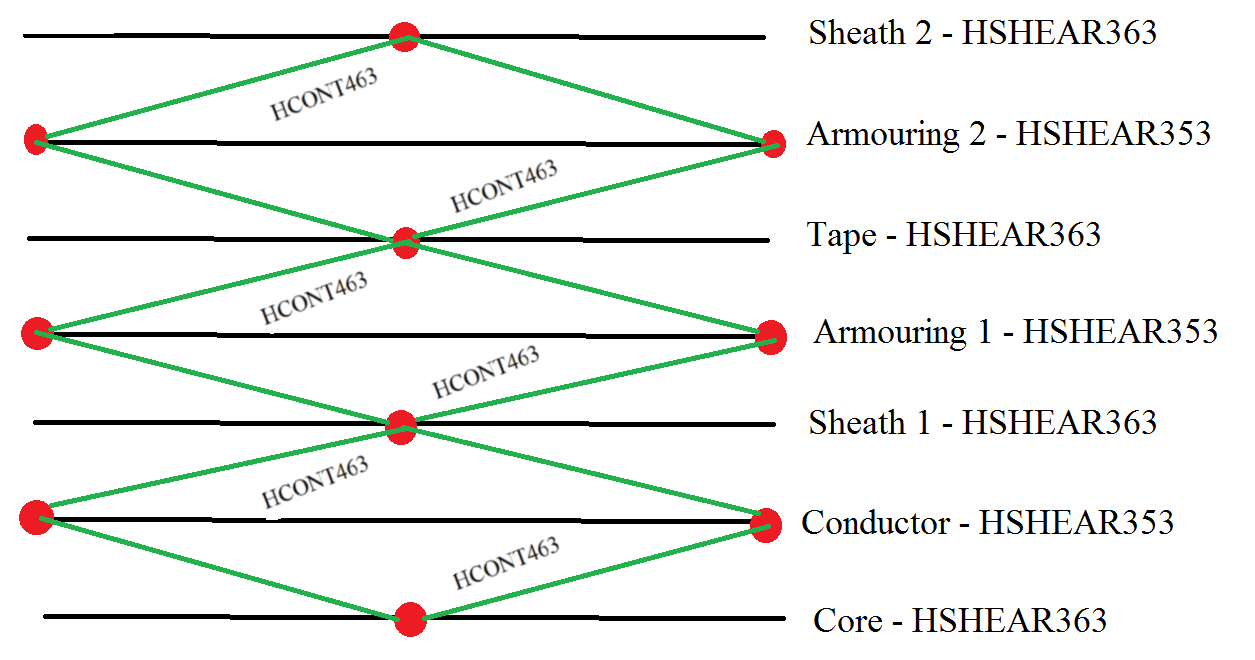 Sheath 2 - HSHEAR363
HCONT463
Armouring 2 - HSHEAR353
HCONT463
Tape - HSHEAR363
HCONT463
Armouring 1 - HSHEAR353
HCONT463
Sheath 1 - HSHEAR363
HCONT463
Conductor - HSHEAR353
HCONT463
Core - HSHEAR363